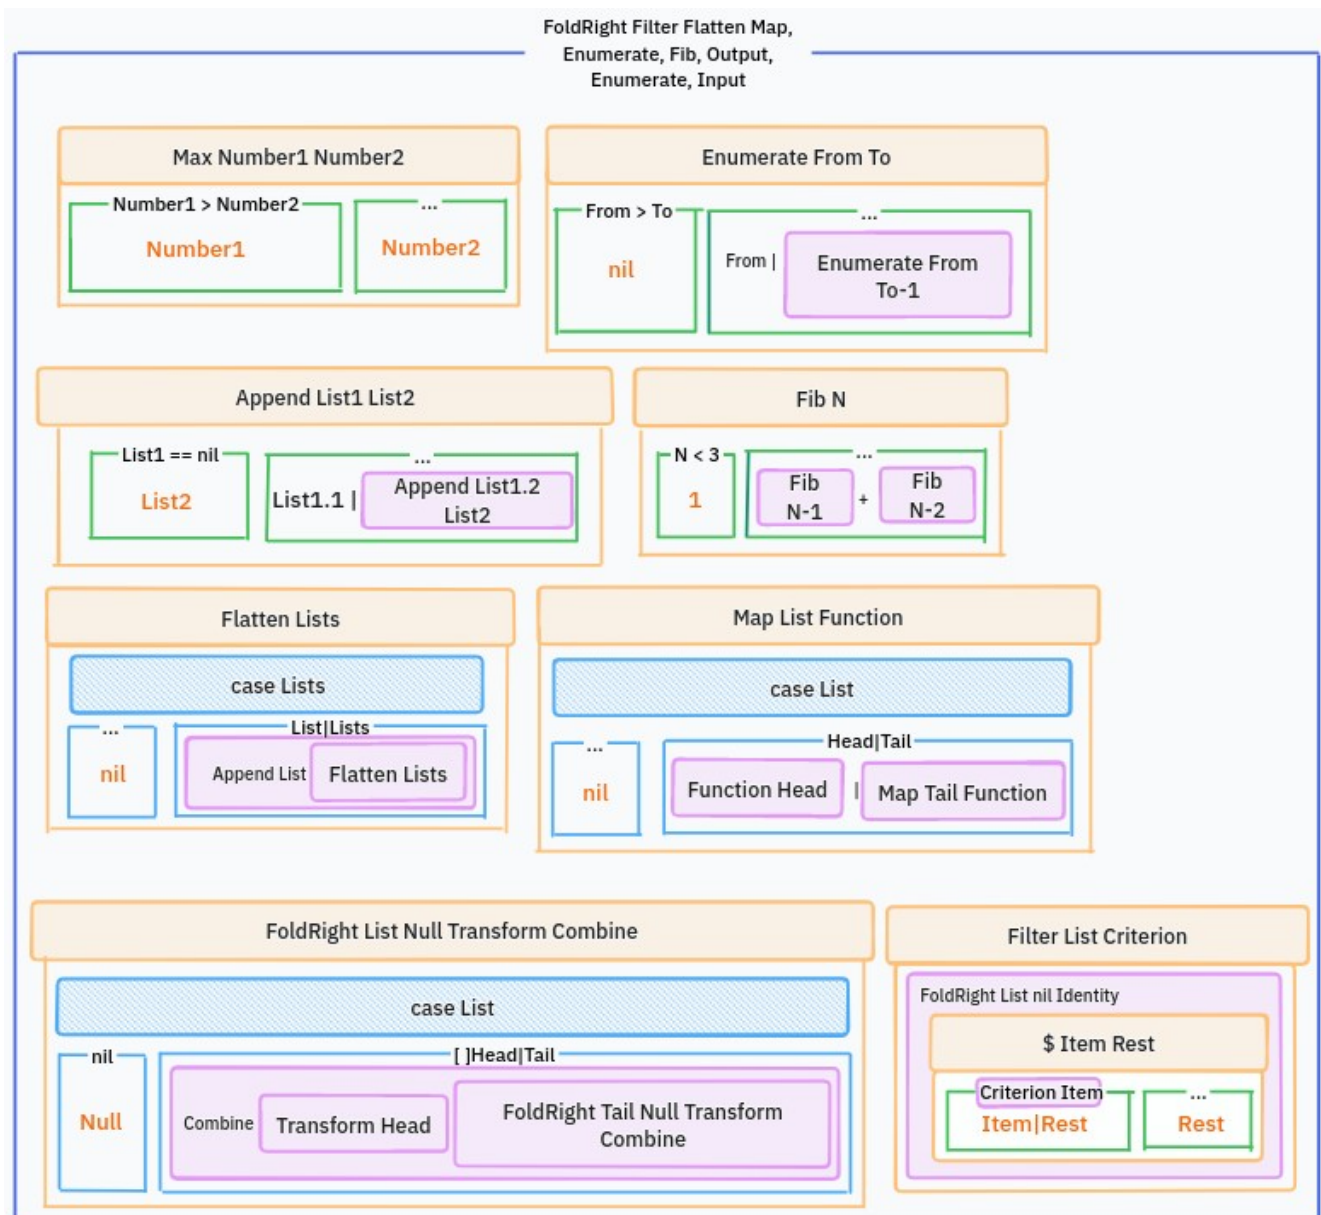 FoldRight Filter Flatten Map,
Enumerate, Fib, Output,
Enumerate, Input
Max Number1 Number2
Number1 > Number2
...
Number1
Number2
Enumerate From To
From > To
...
nil
From |
Enumerate From
To-1
Append List1 List2
List1 == nil
...
List2
List1.1 |
Append List1.2
List2
Fib N
N < 3
...
1
Fib
N-1
+
Fib
N-2
Flatten Lists
case Lists
...
List|Lists
nil
Append List
Flatten Lists
Map List Function
case List
...
Head|Tail
nil
Function Head
|
Map Tail Function
FoldRight List Null Transform Combine
case List
nil
[ ]Head|Tail
Null
Combine
Transform Head
FoldRight Tail Null Transform
Combine
Filter List Criterion
FoldRight List nil Identity
$ Item Rest
Criterion Item
...
Item|Rest
Rest